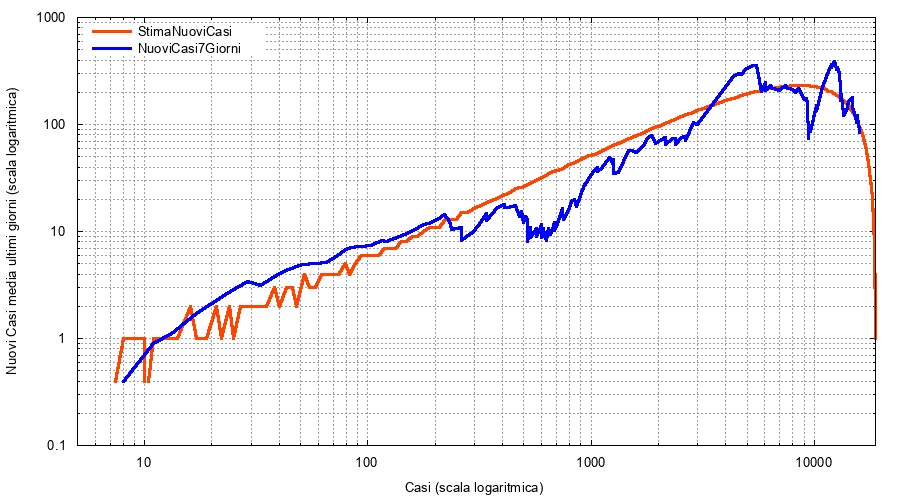 1000
StimaNuoviCasi
NuoviCasi7Giorni
100
10
1
0.1
Nuovi Casi media ultimi giorni (scala logaritmica)
10 100 1000 10000
Casi (scala logaritmica)